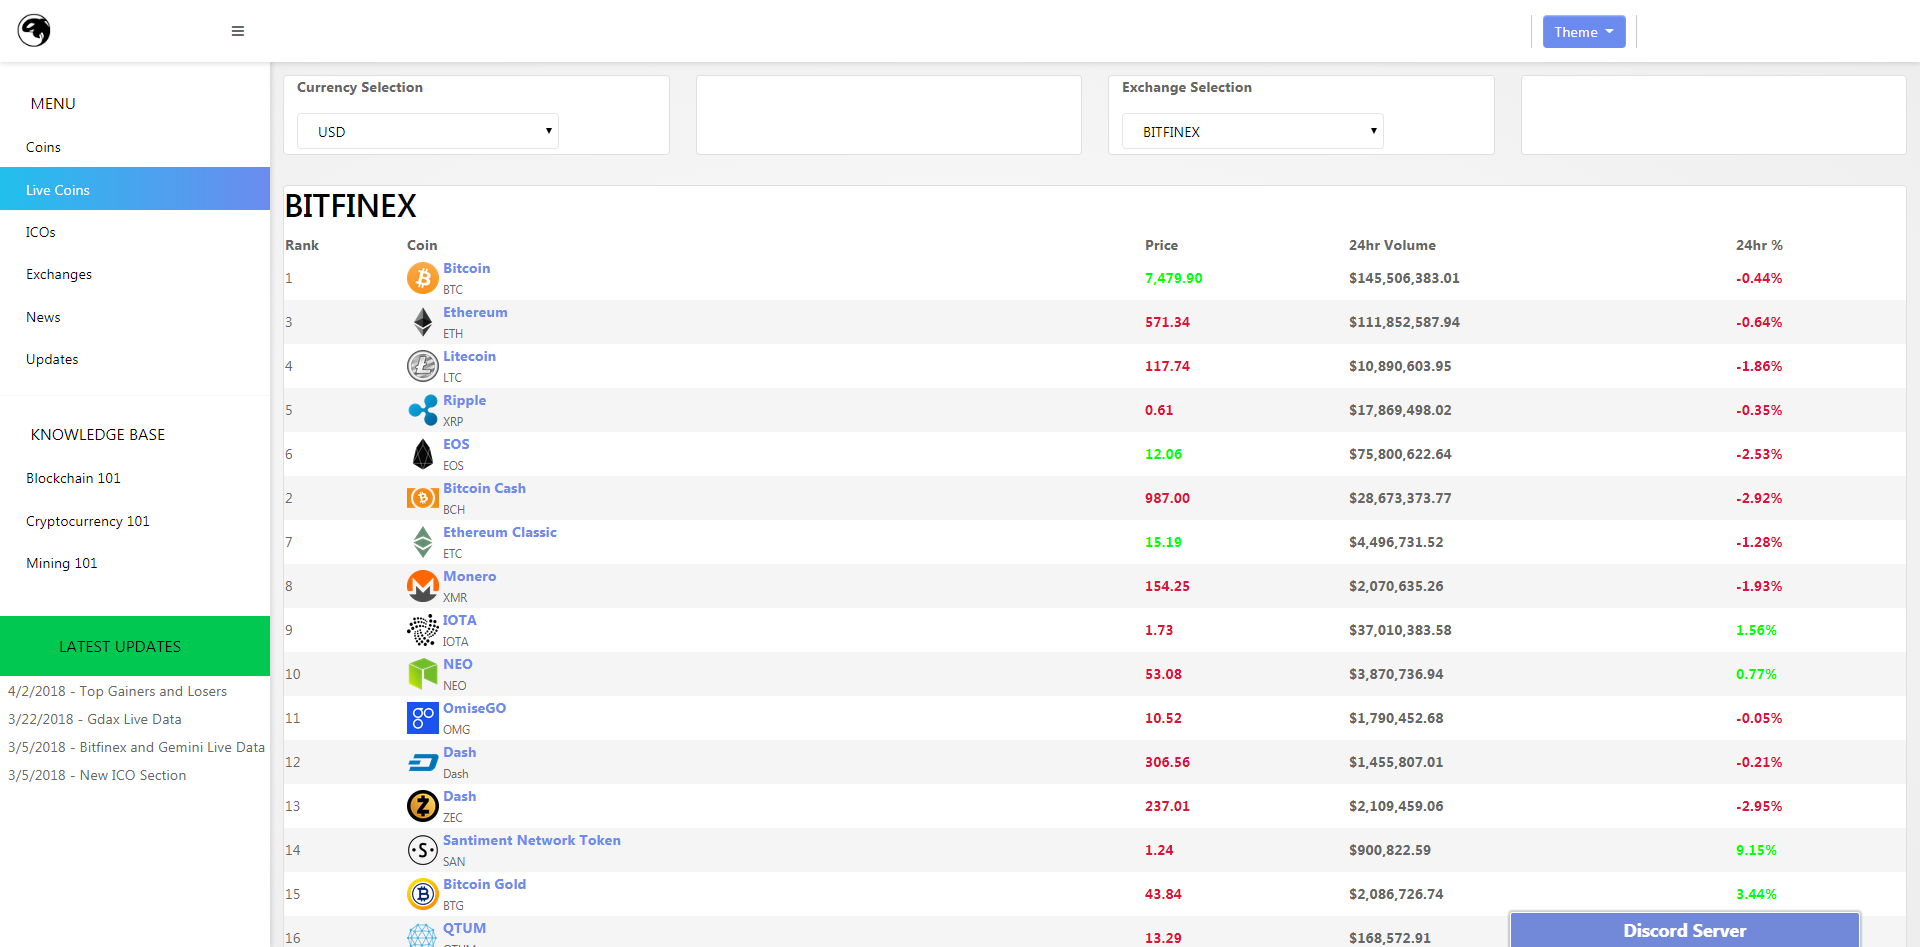 Theme
MENU
Coins
Live Coins
ICOs
Exchanges
News
Updates
KNOWLEDGE BASE
Blockchain 101
Cryptocurrency 101
Mining 101
LATEST UPDATES
4/2/2018 - Top Gainers and Losers
3/22/2018 - Gdax Live Data
3/5/2018 - Bitfinex and Gemini Live Data
3/5/2018 - New ICO Section
Currency Selection
USD
Exchange Selection
BITFINEX
BITFINEX
Rank Coin Price 24hr Volume 24hr %
1 Bitcoin BTC 7,479.90 $145,506,383.01 -0.44%
3 Ethereum ETH 571.34 $111,852,587.94 -0.64%
4 Litecoin LTC 117.74 $10,890,603.95 -1.86%
5 Ripple XRP 0.61 $17,869,498.02 -0.35%
6 EOS EOS 12.06 $75,800,622.64 -2.53%
2 Bitcoin Cash BCH 987.00 $28,673,373.77 -2.92%
7 Ethereum Classic ETC 15.19 $4,496,731.52 -1.28%
8 Monero XMR 154.25 $2,070,635.26 -1.93%
9 IOTA IOTA 1.73 $37,010,383.58 1.56%
10 NEO NEO 53.08 $3,870,736.94 0.77%
11 OmiseGO OMG 10.52 $1,790,452.68 -0.05%
12 Dash Dash 306.56 $1,455,807.01 -0.21%
13 Dash ZEC 237.01 $2,109,459.06 -2.95%
14 Santiment Network Token SAN 1.24 $900,822.59 9.15%
15 Bitcoin Gold BTG 43.84 $2,086,726.74 3.44%
16 QTUM 13.29 $168,572.91
Discord Server